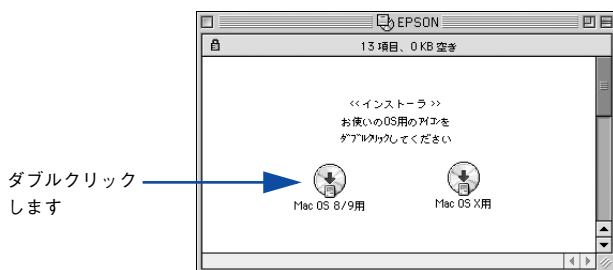 EPSON
13 項目、0 KB 空き
<<インストーラ>>
お使いのOS用のアイコンを
ダブルクリックしてください
ダブルクリック
します
Mac OS 8/9用
Mac OS X用